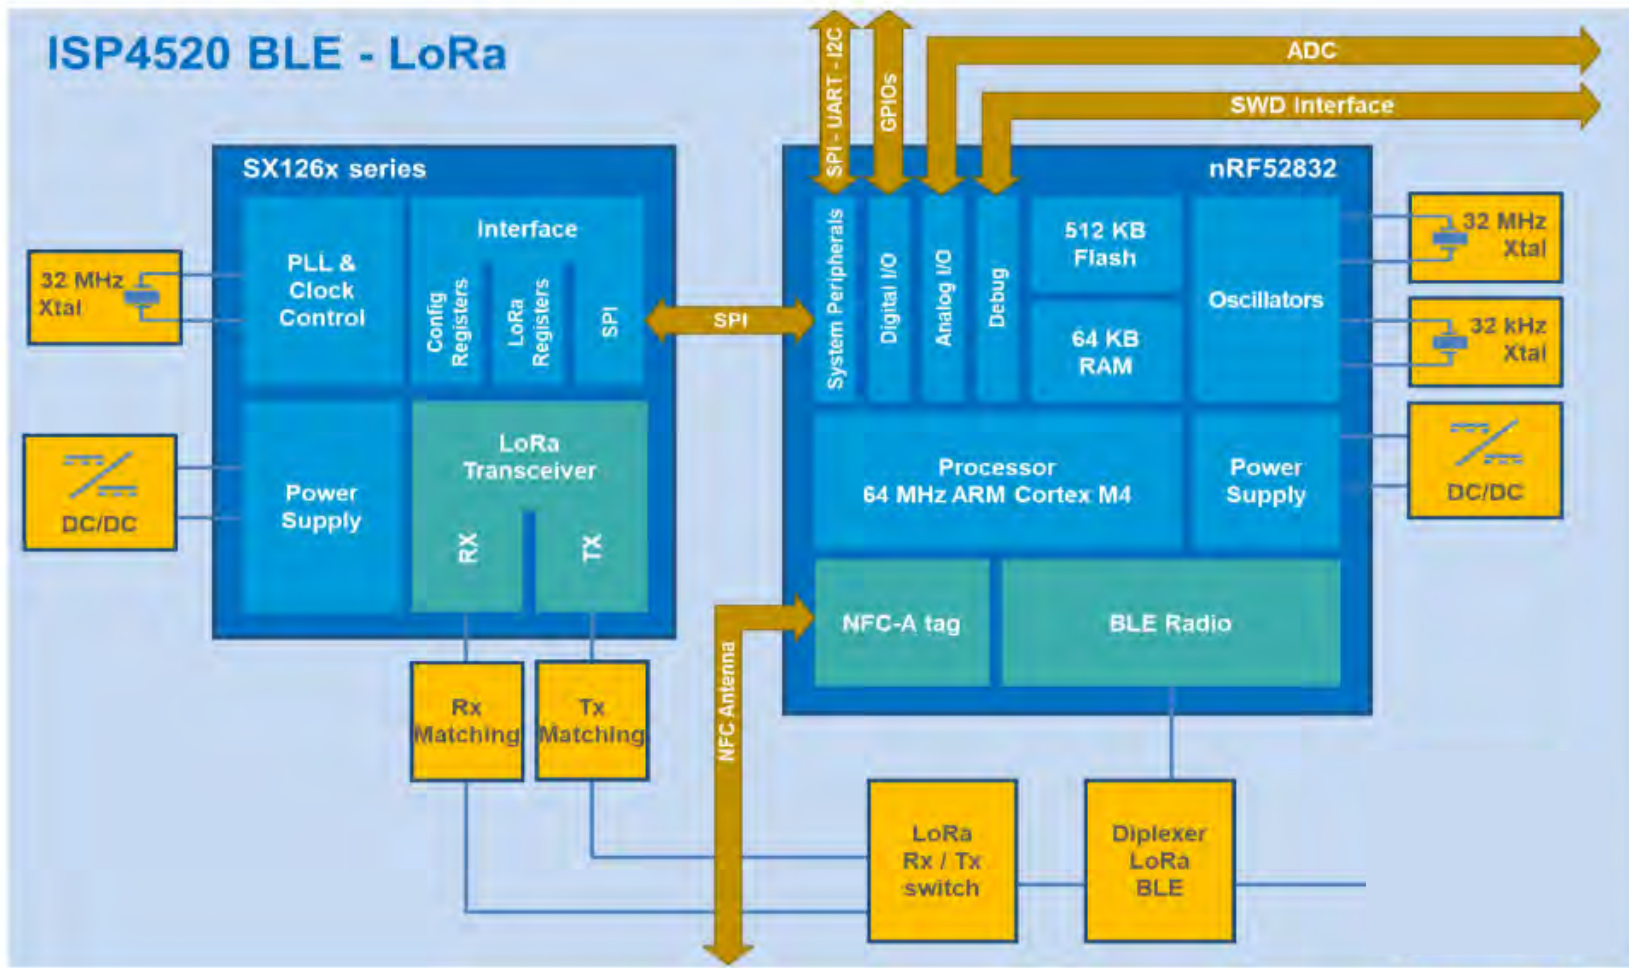 ISP4520 BLE - LoRa
SPI - UART - I2C
GPIOs
ADC
SWD Interface
SX126x series
nRF52832
32 MHz
Xtal
PLL &
Clock
Control
Interface
Config
Registers
LoRa
Registers
SPI
SPI
System Peripherals
Digital I/O
Analog I/O
Debug
512 KB
Flash
64 KB
RAM
Oscillators
32 MHz
Xtal
32 kHz
Xtal
DC/DC
Power
Supply
LoRa
Transceiver
RX
TX
Processor
64 MHz ARM Cortex M4
Power
Supply
DC/DC
NFC-A tag
BLE Radio
Rx
Matching
Tx
Matching
NFC Antenna
LoRa
Rx / Tx
switch
Diplexer
LoRa
BLE